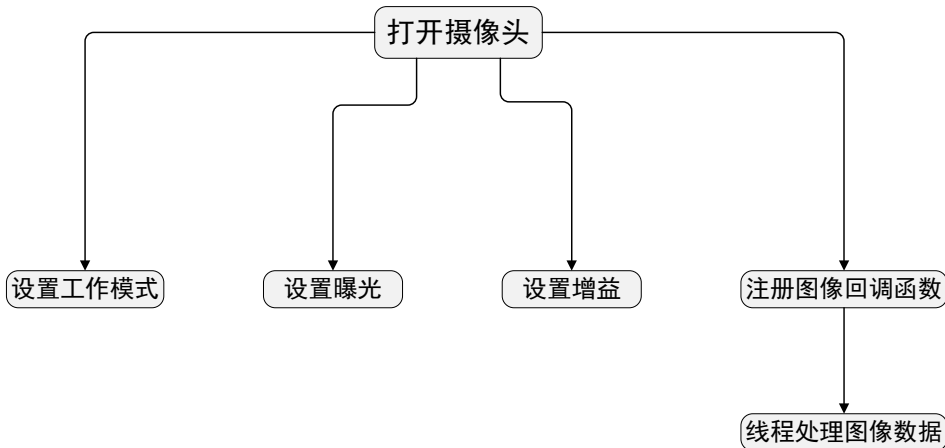 打开摄像头
设置工作模式
设置曝光
设置增益
注册图像回调函数
线程处理图像数据